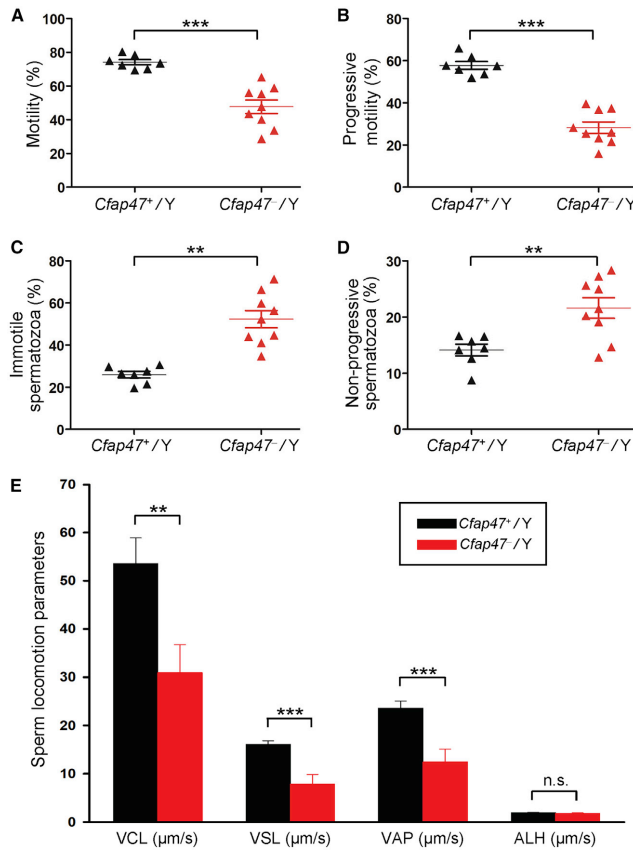 A
***
Motility (%)
100
80
60
40
20
0
Cfap47⁺/Y
Cfap47⁻/Y
B
***
Progressive
motility (%)
80
60
40
20
0
Cfap47⁺/Y
Cfap47⁻/Y
C
**
Immotile
spermatozoa (%)
80
60
40
20
0
Cfap47⁺/Y
Cfap47⁻/Y
D
**
Non-progressive
spermatozoa (%)
30
20
10
0
Cfap47⁺/Y
Cfap47⁻/Y
E
Sperm locomotion parameters
70
60
50
40
30
20
10
0
Cfap47⁺/Y
Cfap47⁻/Y
**
***
***
n.s.
VCL (μm/s)
VSL (μm/s)
VAP (μm/s)
ALH (μm/s)